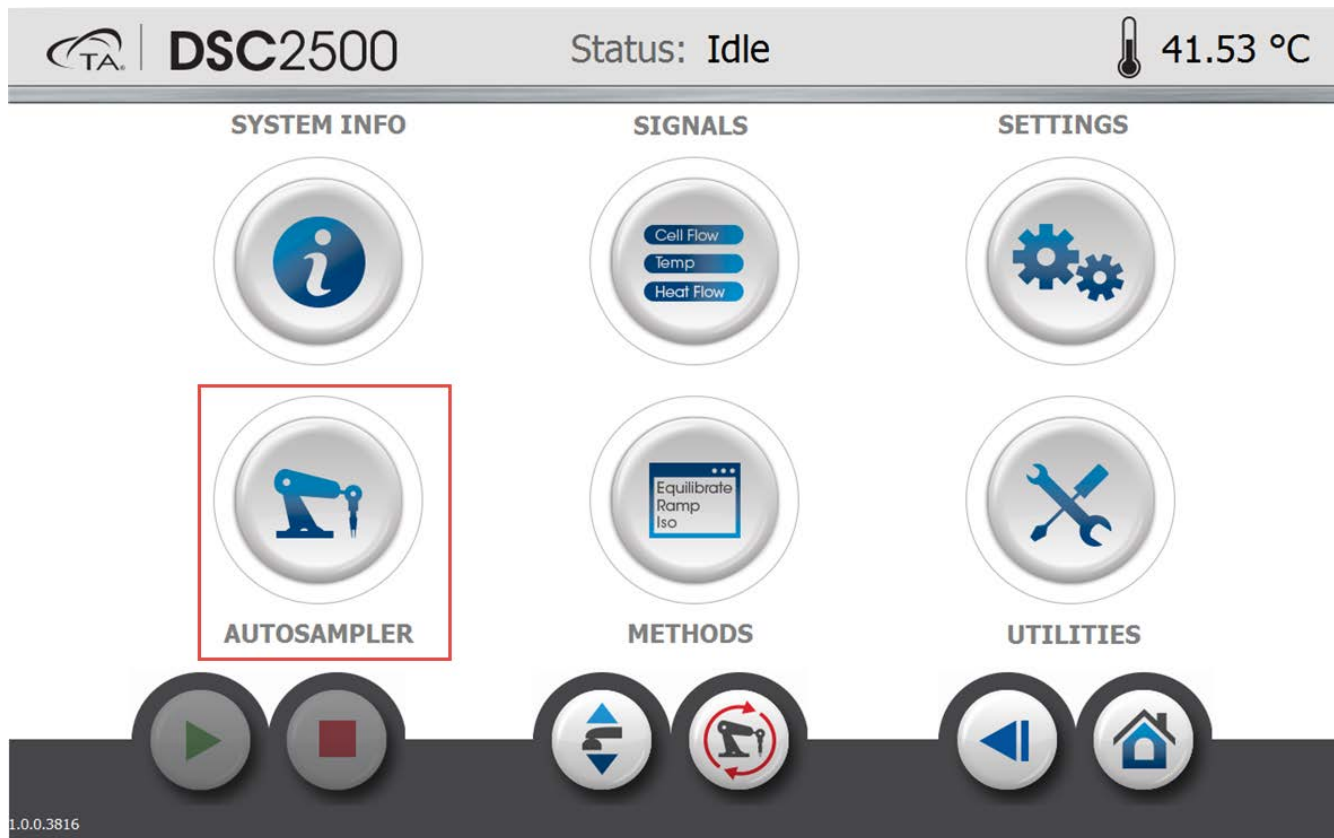 TA. DSC2500 Status: Idle 41.53 °C
SYSTEM INFO SIGNALS SETTINGS
Cell Flow
Temp
Heat Flow
Equilibrate
Ramp
Iso
AUTOSAMPLER METHODS UTILITIES
1.0.0.3816